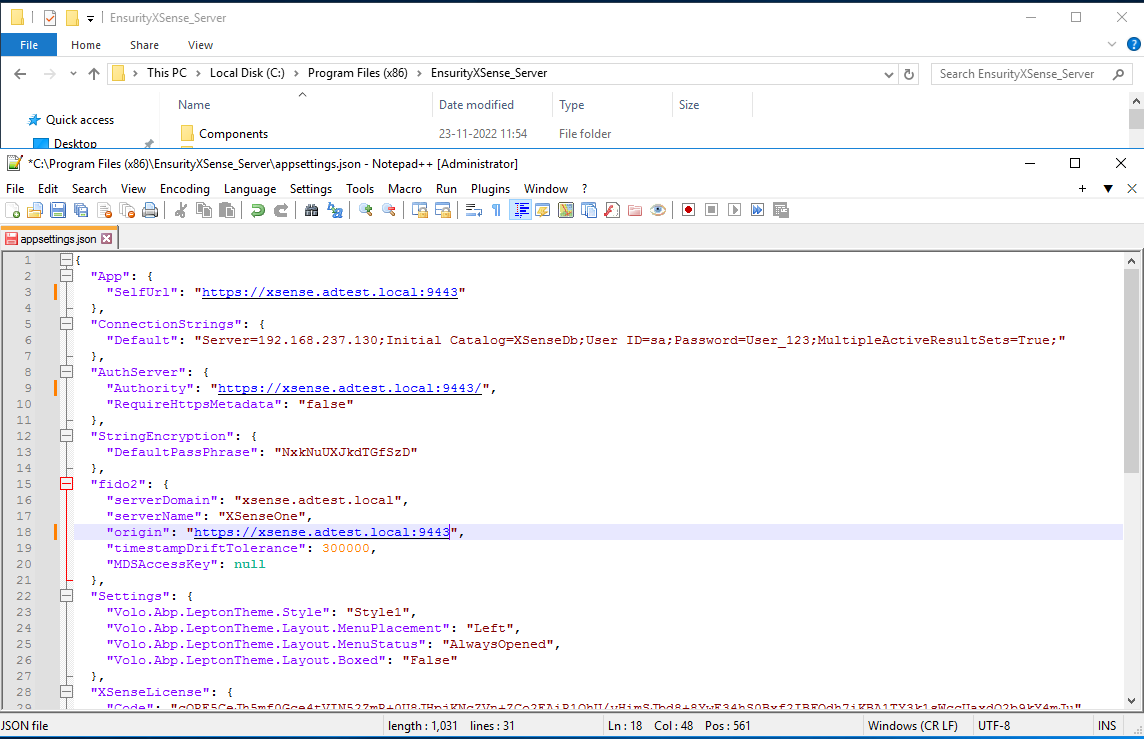 EnsurityXSense_Server
File Home Share View
This PC Local Disk (C:) Program Files (x86) EnsurityXSense_Server
Search EnsurityXSense_Server
Quick access
Desktop
Name Date modified Type Size
Components 23-11-2022 11:54 File folder
*C:\Program Files (x86)\EnsurityXSense_Server\appsettings.json - Notepad++ [Administrator]
File Edit Search View Encoding Language Settings Tools Macro Run Plugins Window ?
appsettings.json
1 {
2 "App": {
3 "SelfUrl": "https://xsense.adtest.local:9443"
4 },
5 "ConnectionStrings": {
6 "Default": "Server=192.168.237.130;Initial Catalog=XSenseDb;User ID=sa;Password=User_123;MultipleActiveResultSets=True;"
7 },
8 "AuthServer": {
9 "Authority": "https://xsense.adtest.local:9443/",
10 "RequireHttpsMetadata": "false"
11 },
12 "StringEncryption": {
13 "DefaultPassPhrase": "NxkNuUXJkdTGfSzD"
14 },
15 "fido2": {
16 "serverDomain": "xsense.adtest.local",
17 "serverName": "XSenseOne",
18 "origin": "https://xsense.adtest.local:9443",
19 "timestampDriftTolerance": 300000,
20 "MDSAccessKey": null
21 },
22 "Settings": {
23 "Volo.Abp.LeptonTheme.Style": "Style1",
24 "Volo.Abp.LeptonTheme.Layout.MenuPlacement": "Left",
25 "Volo.Abp.LeptonTheme.Layout.MenuStatus": "AlwaysOpened",
26 "Volo.Abp.LeptonTheme.Layout.Boxed": "False"
27 },
28 "XSenseLicense": {
29 "Code":
JSON file length : 1,031 lines : 31 Ln : 18 Col : 48 Pos : 561 Windows (CR LF) UTF-8 INS